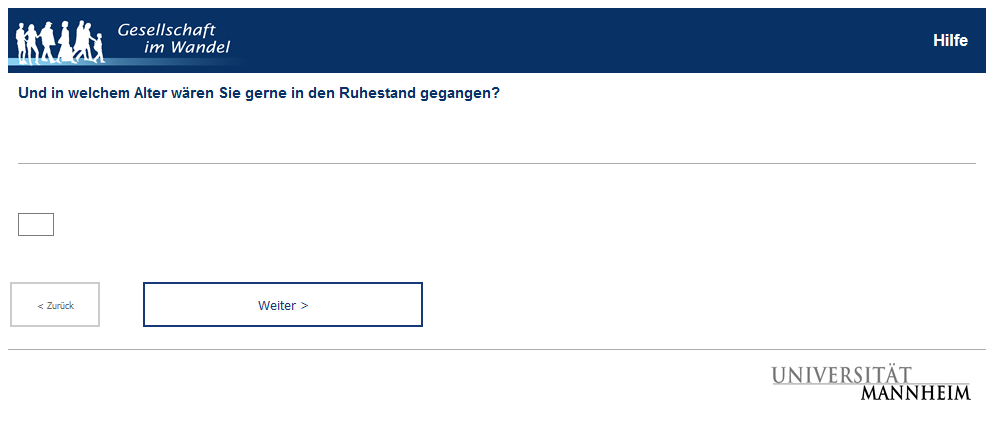 Gesellschaft
im Wandel
Hilfe
Und in welchem Alter wären Sie gerne in den Ruhestand gegangen?
< Zurück
Weiter >
UNIVERSITÄT
MANNHEIM